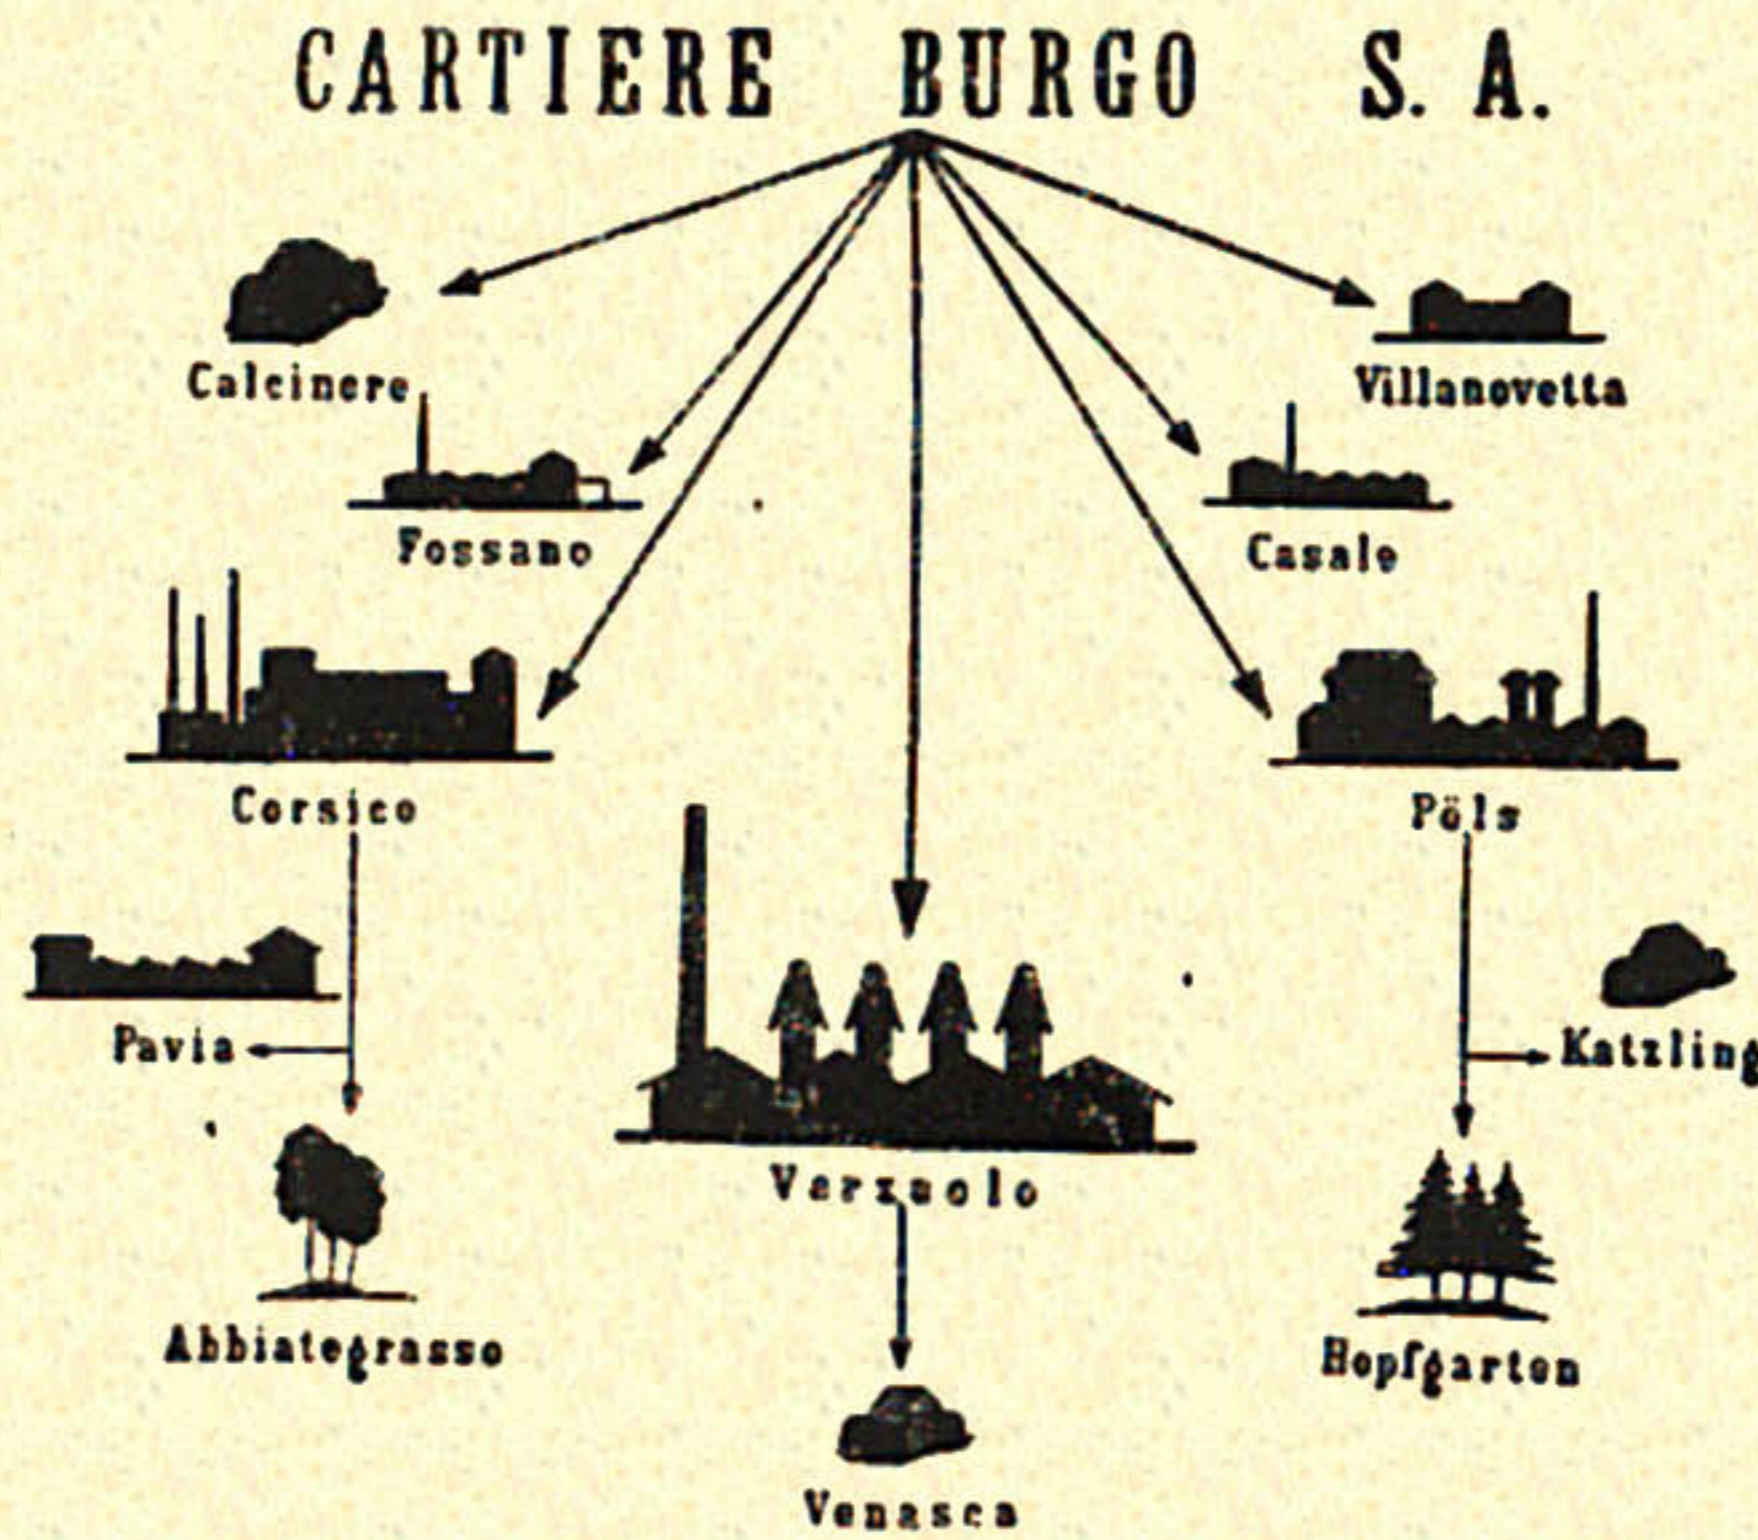 CARTIERE BURGO S. A.
Calcinere
Villanovetta
Fossano
Casale
Corsico
Pöls
Pavia
Katzling
Verzuolo
Abbiategrasso
Hopfgarten
Venasca